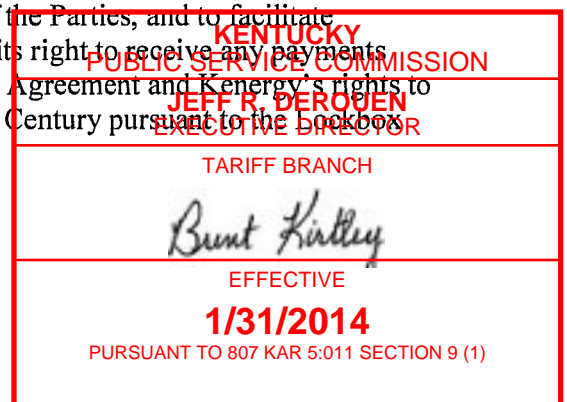 the Parties, and to facilitate
KENTUCKY
its right to receive any payments
PUBLIC SERVICE COMMISSION
Agreement and Kenergy's rights to
JEFF R. DEROUEN
Century pursuant to the Lockbox
EXECUTIVE DIRECTOR
TARIFF BRANCH
Bunt Kirtley
EFFECTIVE
1/31/2014
PURSUANT TO 807 KAR 5:011 SECTION 9 (1)